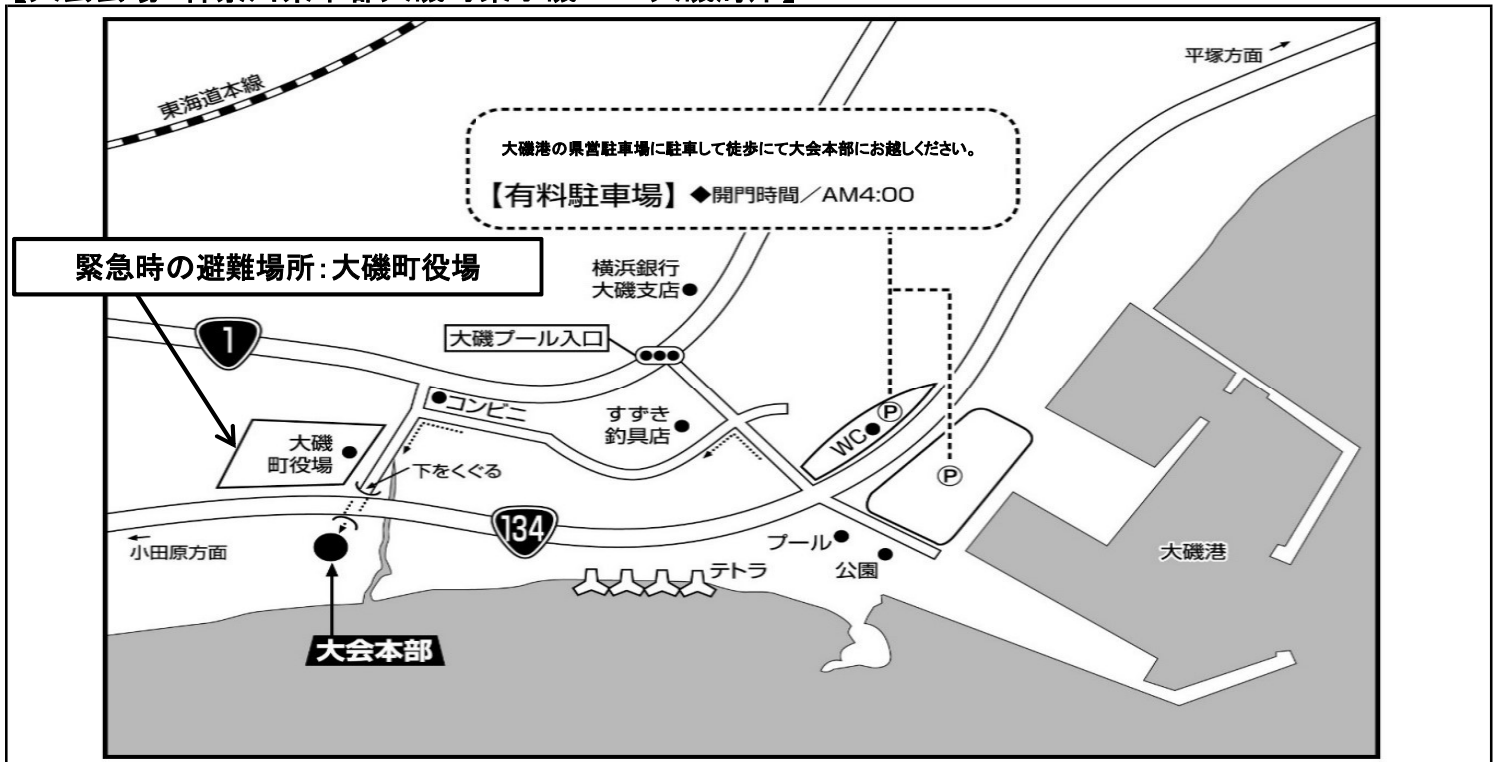 平塚方面
東海道本線
大磯港の県営駐車場に駐車して徒歩にて大会本部にお越しください。
【有料駐車場】◆開門時間／AM4:00
緊急時の避難場所：大磯町役場
横浜銀行
大磯支店
1
大磯プール入口
コンビニ
すずき
釣具店
P
WC
大磯
町役場
下をくぐる
P
134
小田原方面
プール
公園
大磯港
テトラ
大会本部